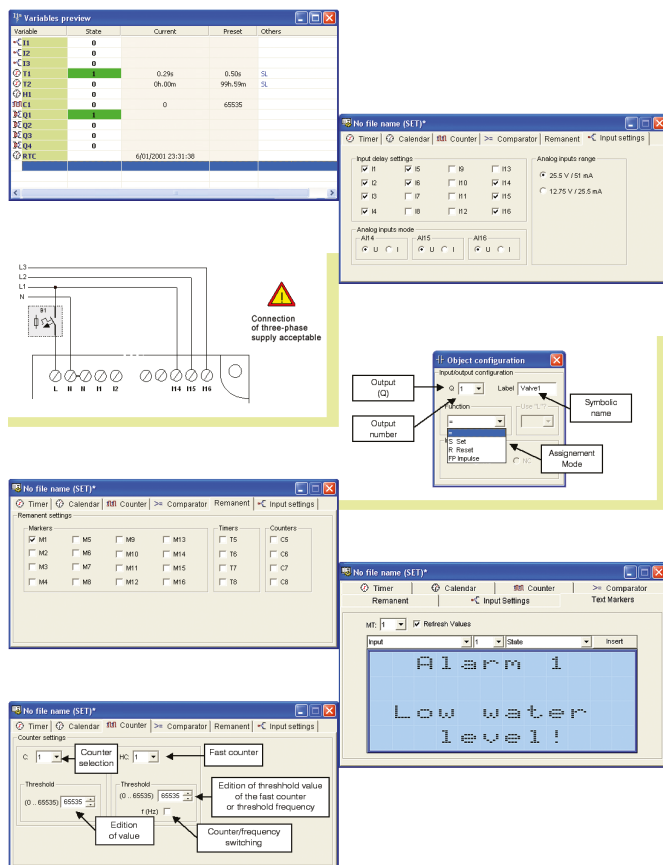 Variables preview
Variable State Current Preset Others
I1 0
I2 0
I3 0
T1 1 0.29s 0.50s SL
T2 0 0h.00m 99h.59m SL
H1 0
C1 0 0 65535
Q1 1
Q2 0
Q3 0
Q4 0
RTC 6/01/2001 23:31:38
No file name (SET)*
Timer Calendar Counter >= Comparator Remanent Input settings
Input delay settings
I1 I5 I9 I13
I2 I6 I10 I14
I3 I7 I11 I15
I4 I8 I12 I16
Analog inputs range
25.5 V / 51 mA
12.75 V / 25.5 mA
Analog inputs mode
AI14 AI15 AI16
U I U I U I
L3
L2
L1
N
S1
L N N I1 I2 I14 I15 I16
Connection
of three-phase
supply acceptable
Object configuration
Input/output configuration
Q 1 Label Valve1
Function
=
Use "L"?
=
S Set
R Reset
FP Impulse
NC
Output
(Q)
Output
number
Symbolic
name
Assignement
Mode
No file name (SET)*
Timer Calendar Counter >= Comparator Remanent Input settings
Remanent settings
Markers
M1 M5 M9 M13
M2 M6 M10 M14
M3 M7 M11 M15
M4 M8 M12 M16
Timers
T5
T6
T7
T8
Counters
C5
C6
C7
C8
No file name (SET)*
Timer Calendar Counter >= Comparator
Remanent Input Settings Text Markers
MT: 1 Refresh Values
Input 1 State Insert
Alarm 1
Low water
level!
No file name (SET)*
Timer Calendar Counter >= Comparator Remanent Input settings
Counter settings
C: 1
Counter
selection
HC: 1
Fast counter
Threshold
(0 .. 65535) 65535
Threshold
(0 .. 65535) 65535
f (Hz)
Edition of threshhold value
of the fast counter
or threshold frequency
Edition
of value
Counter/frequency
switching